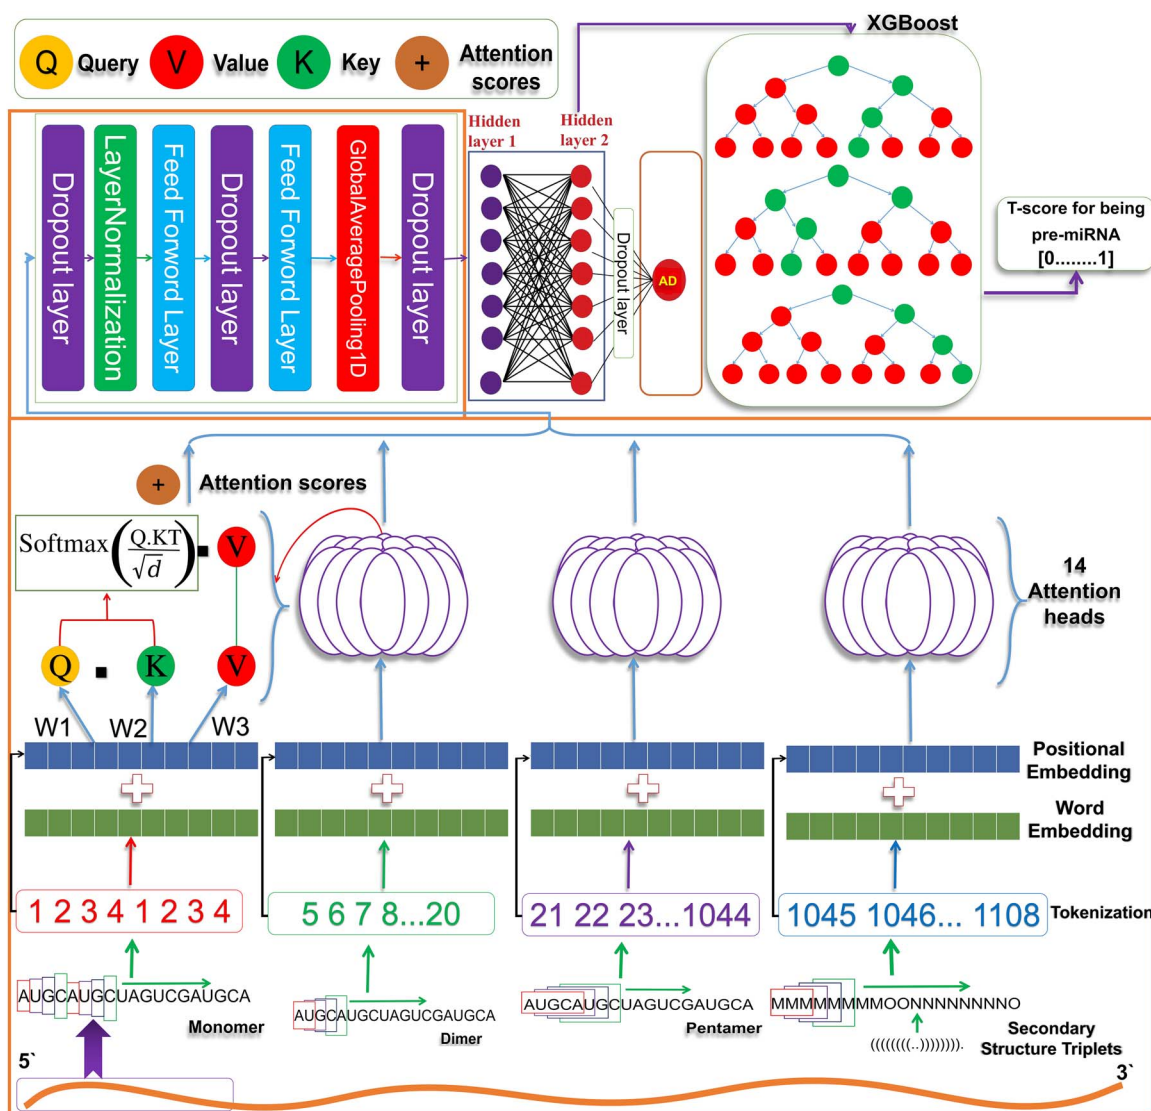 XGBoost
Q Query V Value K Key + Attention
scores
Hidden
layer 1
Hidden
layer 2
Dropout layer
LayerNormalization
Feed Forword Layer
Dropout layer
Feed Forword Layer
GlobalAveragePooling1D
Dropout layer
Dropout layer
AD
T-score for being
pre-miRNA
[0........1]
+ Attention scores
Softmax(Q.KT/√d) . V
14
Attention
heads
Q . K V
W1 W2 W3
Positional
Embedding
Word
Embedding
1 2 3 4 1 2 3 4
5 6 7 8...20
21 22 23...1044
1045 1046... 1108
Tokenization
AUGCAUGCUAGUCGAUGCA
Monomer
AUGCAUGCUAGUCGAUGCA
Dimer
AUGCAUGCUAGUCGAUGCA
Pentamer
MMMMMMMMOONNNNNNNNO
((((((((..)))))))).
Secondary
Structure Triplets
5`
3`